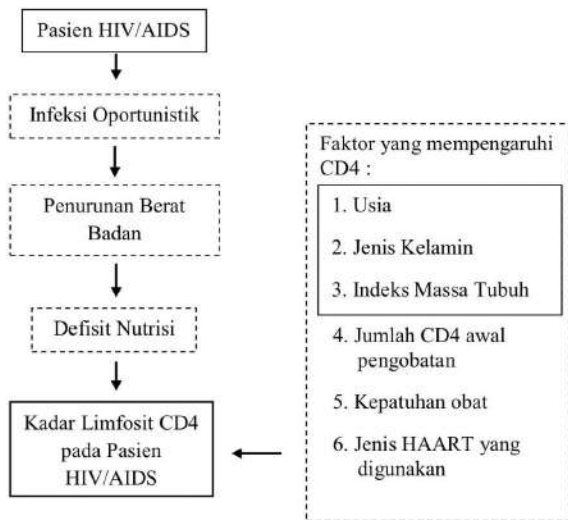 Pasien HIV/AIDS
Infeksi Oportunistik
Penurunan Berat
Badan
Defisit Nutrisi
Kadar Limfosit CD4
pada Pasien
HIV/AIDS
Faktor yang mempengaruhi
CD4 :
1. Usia
2. Jenis Kelamin
3. Indeks Massa Tubuh
4. Jumlah CD4 awal
pengobatan
5. Kepatuhan obat
6. Jenis HAART yang
digunakan